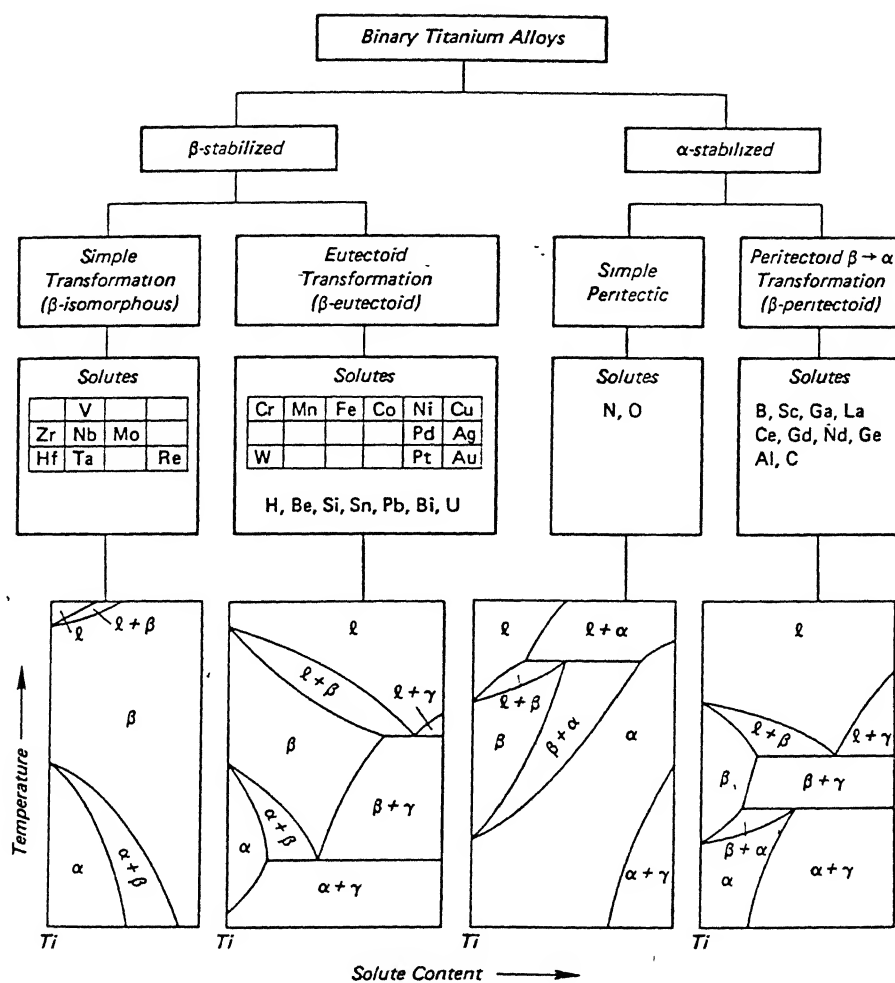 Binary Titanium Alloys
β-stabilized
α-stabilized
Simple
Transformation
(β-isomorphous)
Eutectoid
Transformation
(β-eutectoid)
Simple
Peritectic
Peritectoid β → α
Transformation
(β-peritectoid)
Solutes
V
Zr Nb Mo
Hf Ta Re
Solutes
Cr Mn Fe Co Ni Cu
Pd Ag
W Pt Au
H, Be, Si, Sn, Pb, Bi, U
Solutes
N, O
Solutes
B, Sc, Ga, La
Ce, Gd, Nd, Ge
Al, C
Temperature
ℓ
ℓ + β
β
α
α + β
Ti
ℓ
ℓ + β
ℓ + γ
β
β + γ
α
α + β
α + γ
Ti
ℓ
ℓ + α
ℓ + β
β
β + α
α
α + γ
Ti
ℓ
ℓ + β
ℓ + γ
β
β + γ
β + α
α
α + γ
Ti
Solute Content